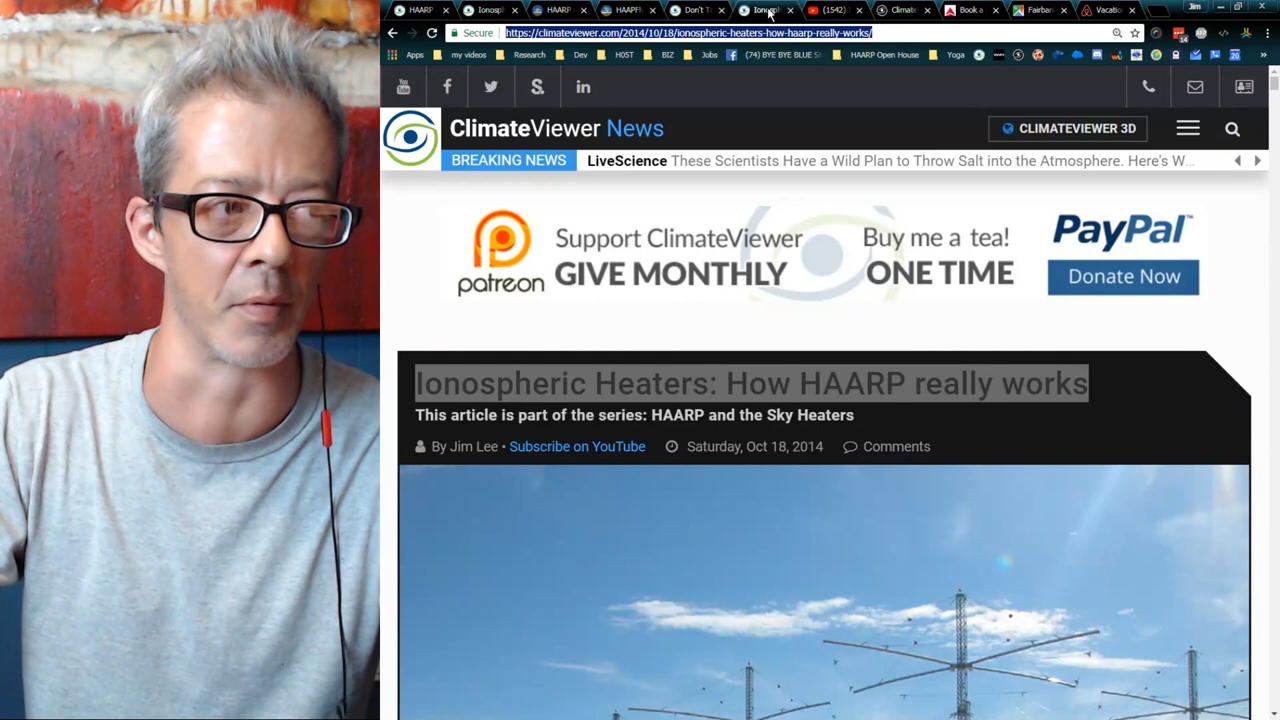 HAARP
Ionosph
HAARP
HAAPF
Don't T
Ionosph
(1542)
Climate
Book a
Fairban
Vacatio
Jim
Secure
https://climateviewer.com/2014/10/18/ionospheric-heaters-how-haarp-really-works/
Apps
my videos
Research
Dev
H05T
BIZ
Jobs
(74) BYE BYE BLUE S
HAARP Open House
Yoga
You
Tube
ClimateViewer News
CLIMATEVIEWER 3D
BREAKING NEWS
LiveScience These Scientists Have a Wild Plan to Throw Salt into the Atmosphere. Here's W...
patreon
Support ClimateViewer
GIVE MONTHLY
Buy me a tea!
ONE TIME
PayPal™
Donate Now
Ionospheric Heaters: How HAARP really works
This article is part of the series: HAARP and the Sky Heaters
By Jim Lee • Subscribe on YouTube
Saturday, Oct 18, 2014
Comments